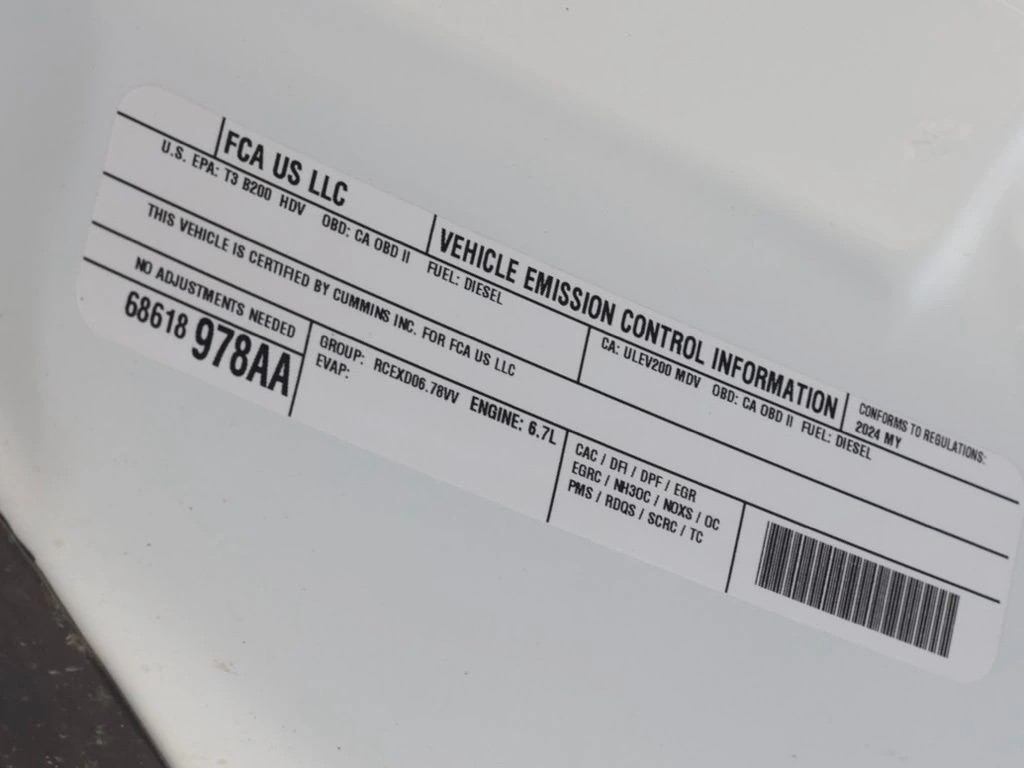 FCA US LLC
VEHICLE EMISSION CONTROL INFORMATION
CONFORMS TO REGULATIONS:
2024 MY
U.S. EPA: T3 B200 HDV OBD: CA OBD II FUEL: DIESEL
CA: ULEV200 MDV OBD: CA OBD II FUEL: DIESEL
THIS VEHICLE IS CERTIFIED BY CUMMINS INC. FOR FCA US LLC
NO ADJUSTMENTS NEEDED
68618 978AA
GROUP: RCEXD06.78VV ENGINE: 6.7L
EVAP:
CAC / DFI / DPF / EGR
EGRC / NH3OC / NOXS / OC
PMS / RDQS / SCRC / TC